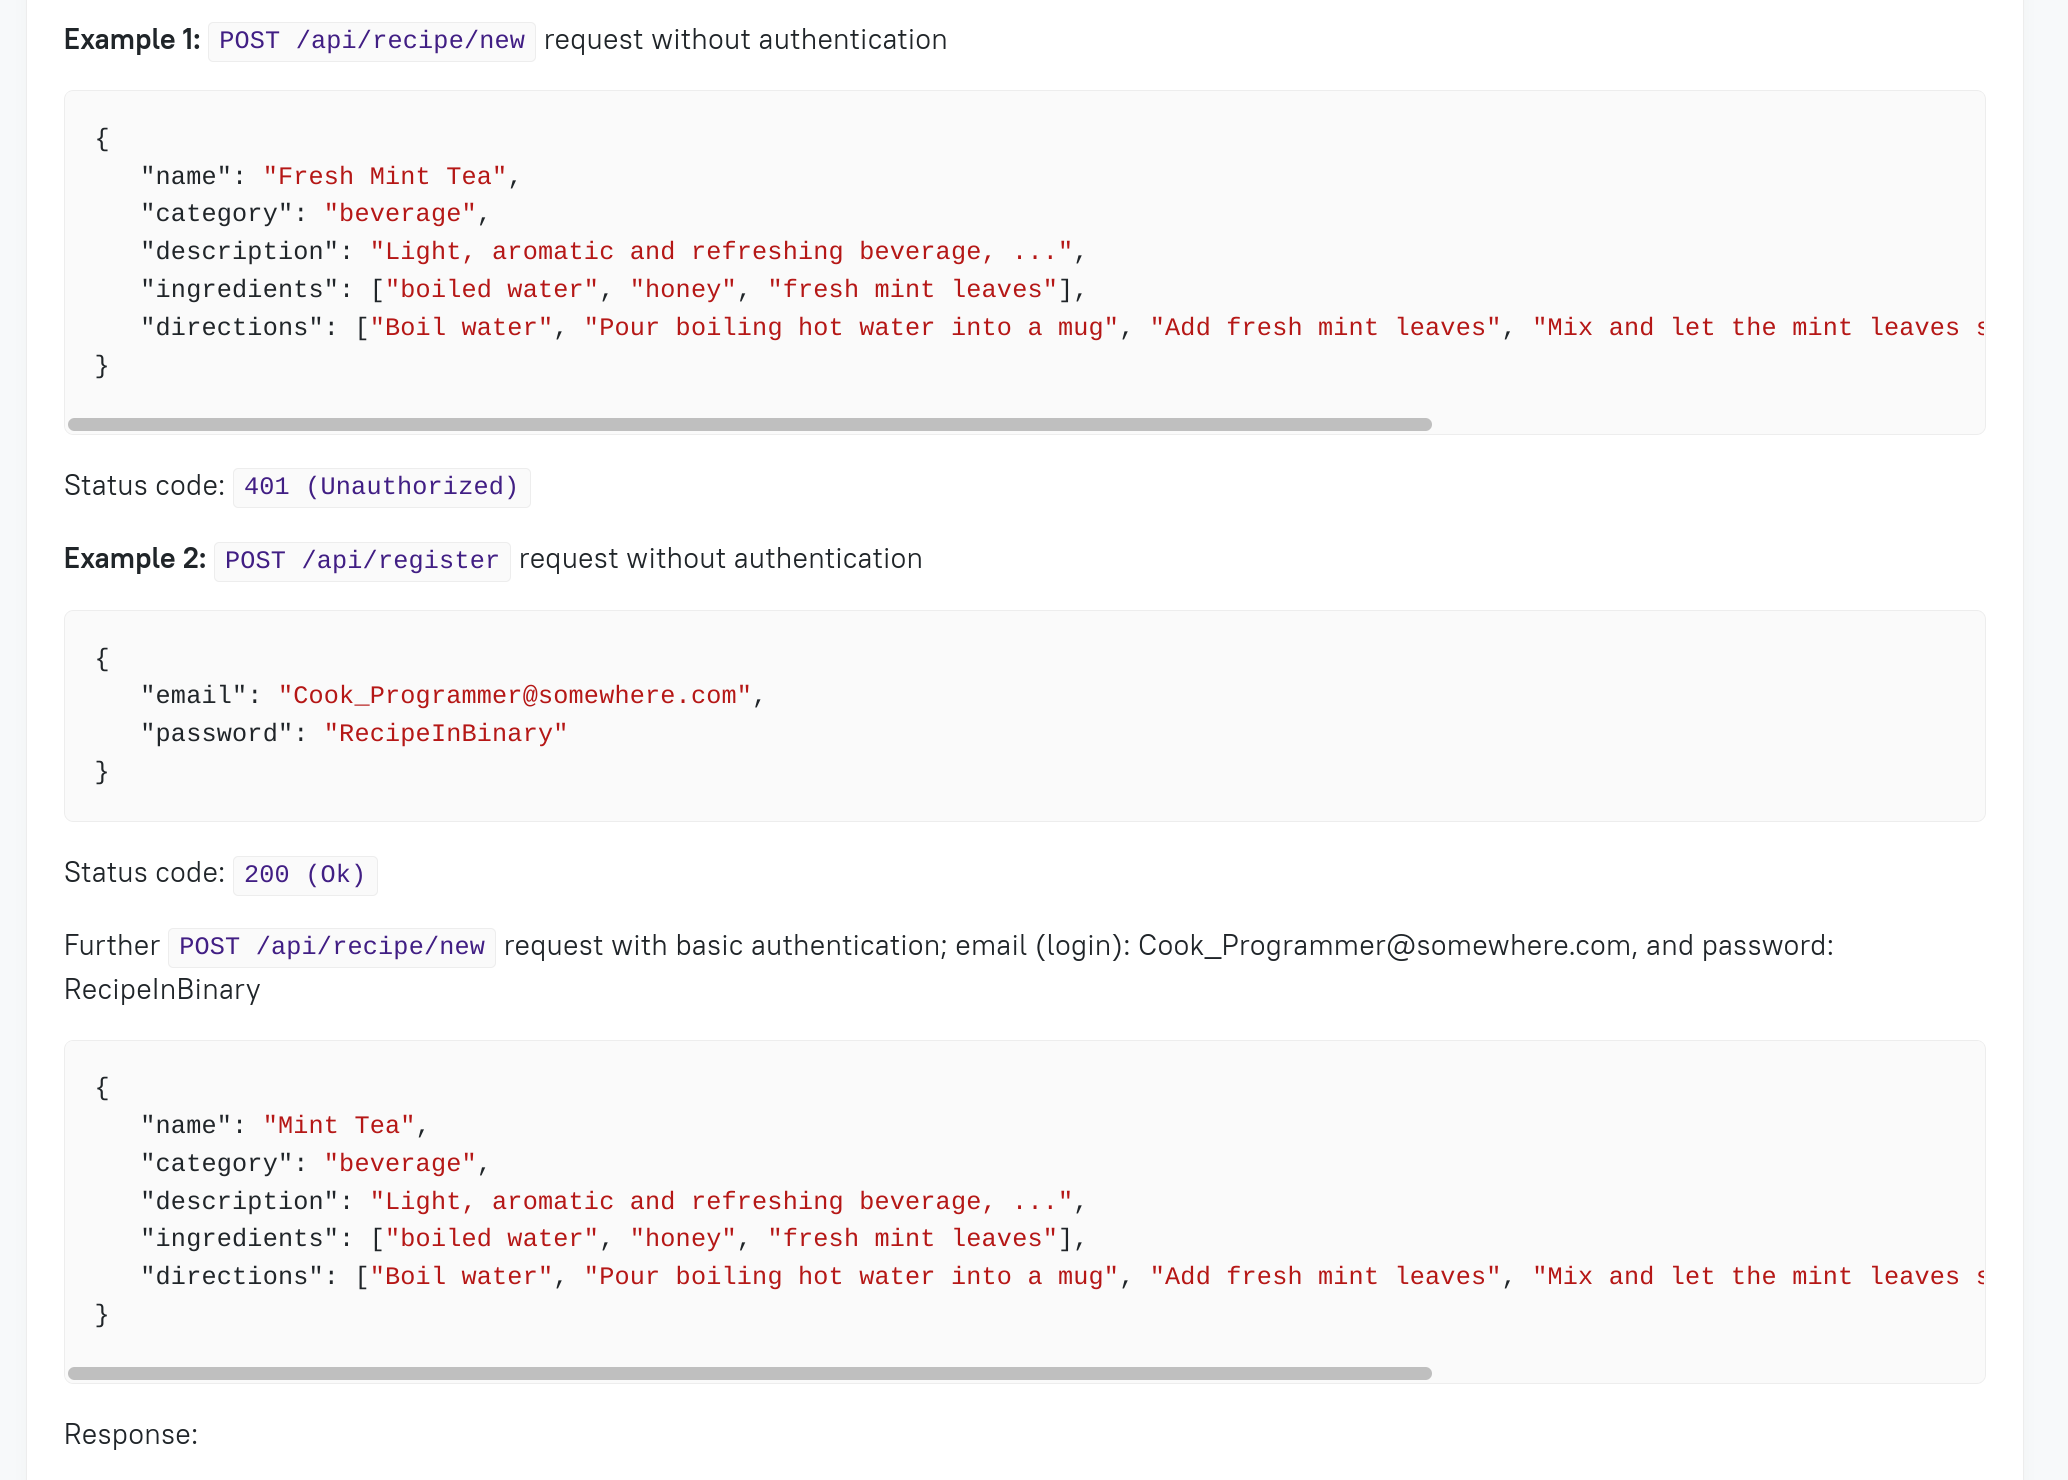 Example 1: POST /api/recipe/new request without authentication
{
   "name": "Fresh Mint Tea",
   "category": "beverage",
   "description": "Light, aromatic and refreshing beverage, ...",
   "ingredients": ["boiled water", "honey", "fresh mint leaves"],
   "directions": ["Boil water", "Pour boiling hot water into a mug", "Add fresh mint leaves", "Mix and let the mint leaves
}
Status code: 401 (Unauthorized)
Example 2: POST /api/register request without authentication
{
   "email": "Cook_Programmer@somewhere.com",
   "password": "RecipeInBinary"
}
Status code: 200 (Ok)
Further POST /api/recipe/new request with basic authentication; email (login): Cook_Programmer@somewhere.com, and password:
RecipeInBinary
{
   "name": "Mint Tea",
   "category": "beverage",
   "description": "Light, aromatic and refreshing beverage, ...",
   "ingredients": ["boiled water", "honey", "fresh mint leaves"],
   "directions": ["Boil water", "Pour boiling hot water into a mug", "Add fresh mint leaves", "Mix and let the mint leaves
}
Response: